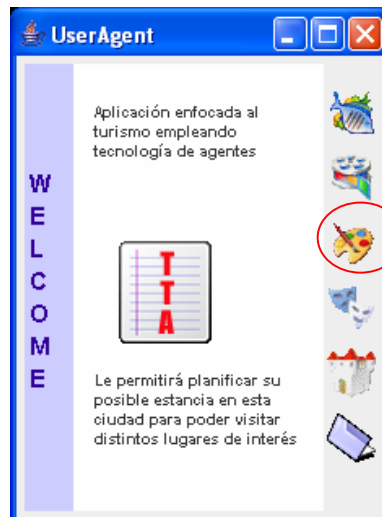 UserAgent
Aplicación enfocada al
turismo empleando
tecnología de agentes
W
E
L
C
O
M
E
T
T
A
Le permitirá planificar su
posible estancia en esta
ciudad para poder visitar
distintos lugares de interés